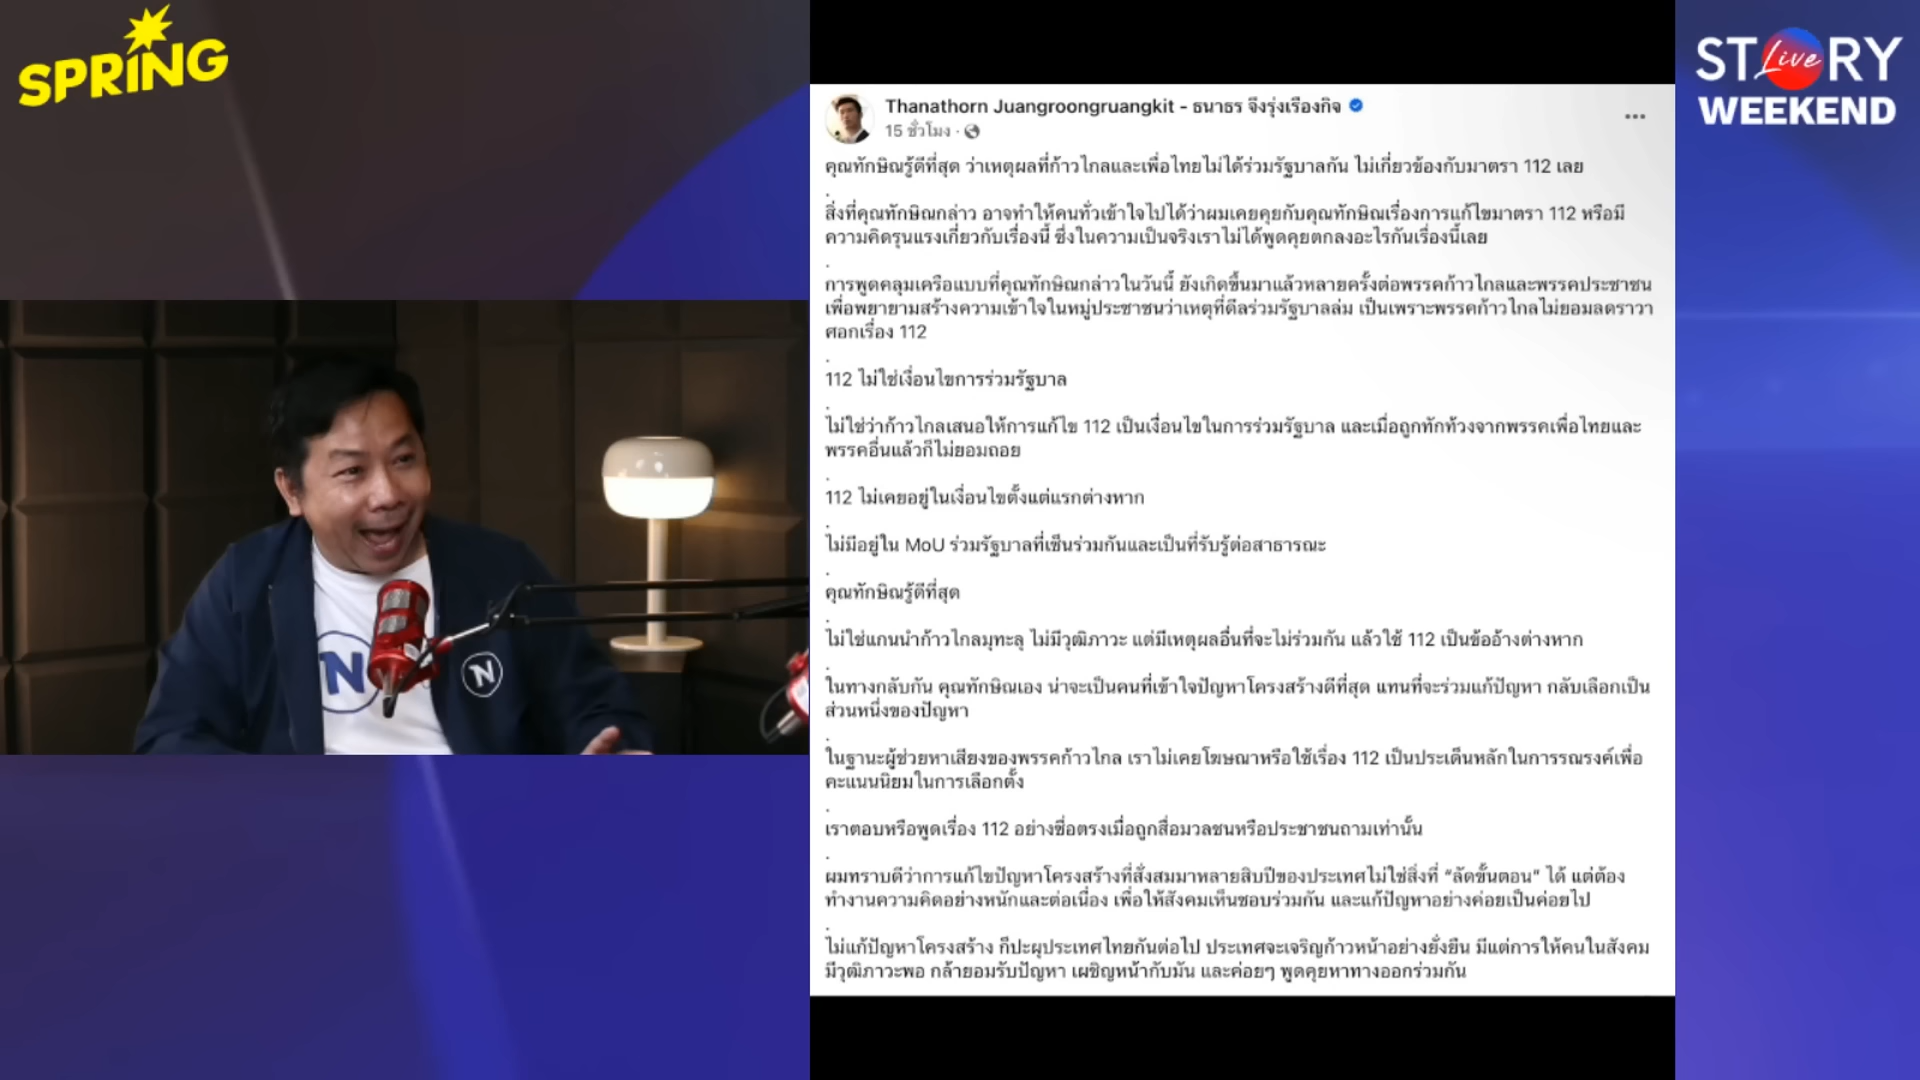 SPRING
STORY
Live
WEEKEND
N
N
Thanathorn Juangroongruangkit - ธนาธร จึงรุ่งเรืองกิจ
15 ชั่วโมง ·
คุณทักษิณรู้ดีที่สุด ว่าเหตุผลที่ก้าวไกลและเพื่อไทยไม่ได้ร่วมรัฐบาลกัน ไม่เกี่ยวข้องกับมาตรา 112 เลย
.
สิ่งที่คุณทักษิณกล่าว อาจทำให้คนทั่วเข้าใจไปได้ว่าผมเคยคุยกับคุณทักษิณเรื่องการแก้ไขมาตรา 112 หรือมี
ความคิดรุนแรงเกี่ยวกับเรื่องนี้ ซึ่งในความเป็นจริงเราไม่ได้พูดคุยตกลงอะไรกันเรื่องนี้เลย
.
การพูดคลุมเครือแบบที่คุณทักษิณกล่าวในวันนี้ ยังเกิดขึ้นมาแล้วหลายครั้งต่อพรรคก้าวไกลและพรรคประชาชน
เพื่อพยายามสร้างความเข้าใจในหมู่ประชาชนว่าเหตุที่ดีลร่วมรัฐบาลล่ม เป็นเพราะพรรคก้าวไกลไม่ยอมลดราวา
ศอกเรื่อง 112
.
112 ไม่ใช่เงื่อนไขการร่วมรัฐบาล
.
ไม่ใช่ว่าก้าวไกลเสนอให้การแก้ไข 112 เป็นเงื่อนไขในการร่วมรัฐบาล และเมื่อถูกทักท้วงจากพรรคเพื่อไทยและ
พรรคอื่นแล้วก็ไม่ยอมถอย
.
112 ไม่เคยอยู่ในเงื่อนไขตั้งแต่แรกต่างหาก
.
ไม่มีอยู่ใน MoU ร่วมรัฐบาลที่เซ็นร่วมกันและเป็นที่รับรู้ต่อสาธารณะ
.
คุณทักษิณรู้ดีที่สุด
.
ไม่ใช่แกนนำก้าวไกลมุทะลุ ไม่มีวุฒิภาวะ แต่มีเหตุผลอื่นที่จะไม่ร่วมกัน แล้วใช้ 112 เป็นข้ออ้างต่างหาก
.
ในทางกลับกัน คุณทักษิณเอง น่าจะเป็นคนที่เข้าใจปัญหาโครงสร้างดีที่สุด แทนที่จะร่วมแก้ปัญหา กลับเลือกเป็น
ส่วนหนึ่งของปัญหา
.
ในฐานะผู้ช่วยหาเสียงของพรรคก้าวไกล เราไม่เคยโฆษณาหรือใช้เรื่อง 112 เป็นประเด็นหลักในการรณรงค์เพื่อ
คะแนนนิยมในการเลือกตั้ง
.
เราตอบหรือพูดเรื่อง 112 อย่างซื่อตรงเมื่อถูกสื่อมวลชนหรือประชาชนถามเท่านั้น
.
ผมทราบดีว่าการแก้ไขปัญหาโครงสร้างที่สั่งสมมาหลายสิบปีของประเทศไม่ใช่สิ่งที่ “ลัดขั้นตอน” ได้ แต่ต้อง
ทำงานความคิดอย่างหนักและต่อเนื่อง เพื่อให้สังคมเห็นชอบร่วมกัน และแก้ปัญหาอย่างค่อยเป็นค่อยไป
.
ไม่แก้ปัญหาโครงสร้าง ก็ปะผุประเทศไทยกันต่อไป ประเทศจะเจริญก้าวหน้าอย่างยั่งยืน มีแต่การให้คนในสังคม
มีวุฒิภาวะพอ กล้ายอมรับปัญหา เผชิญหน้ากับมัน และค่อยๆ พูดคุยหาทางออกร่วมกัน